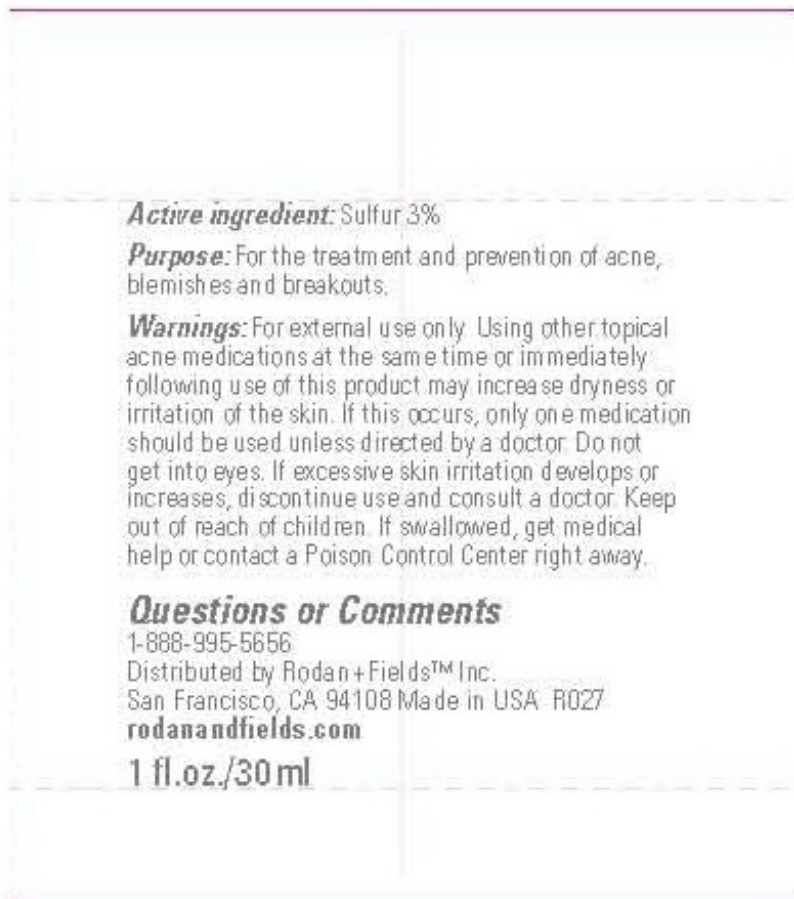 Active ingredient: Sulfur 3%
Purpose: For the treatment and prevention of acne,
blemishes and breakouts.
Warnings: For external use only. Using other topical
acne medications at the same time or immediately
following use of this product may increase dryness or
irritation of the skin. If this occurs, only one medication
should be used unless directed by a doctor. Do not
get into eyes. If excessive skin irritation develops or
increases, discontinue use and consult a doctor. Keep
out of reach of children. If swallowed, get medical
help or contact a Poison Control Center right away.
Questions or Comments
1-888-995-5656
Distributed by Rodan+Fields™ Inc.
San Francisco, CA 94108 Made in USA R027
rodanandfields.com
1 fl.oz./30 ml